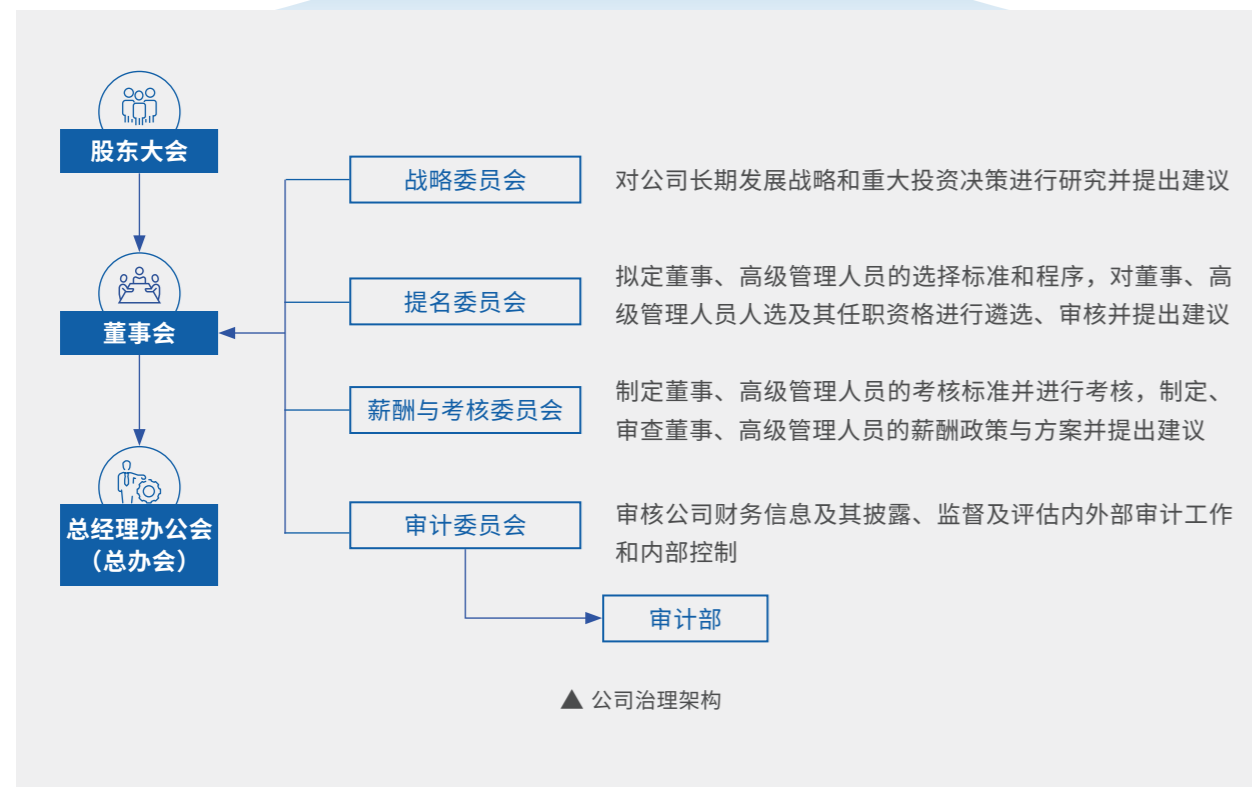 股东大会
战略委员会
对公司长期发展战略和重大投资决策进行研究并提出建议
提名委员会
拟定董事、高级管理人员的选择标准和程序，对董事、高
级管理人员人选及其任职资格进行遴选、审核并提出建议
董事会
薪酬与考核委员会
制定董事、高级管理人员的考核标准并进行考核，制定、
审查董事、高级管理人员的薪酬政策与方案并提出建议
总经理办公会
（总办会）
审计委员会
审核公司财务信息及其披露、监督及评估内外部审计工作
和内部控制
审计部
▲ 公司治理架构